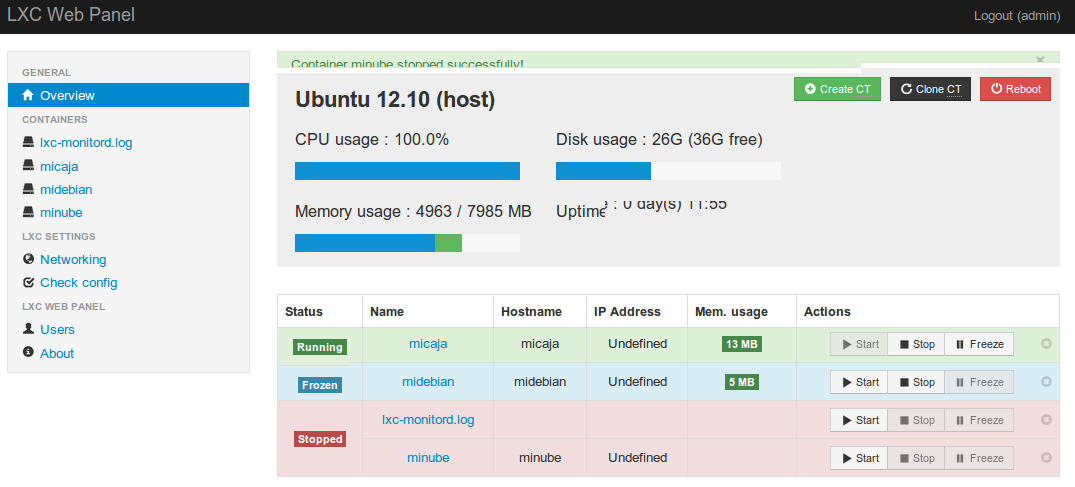 LXC Web Panel
Logout (admin)
GENERAL
Overview
CONTAINERS
lxc-monitord.log
micaja
midebian
minube
LXC SETTINGS
Networking
Check config
LXC WEB PANEL
Users
About
Container minube stopped successfully!
Ubuntu 12.10 (host)
Create CT
Clone CT
Reboot
CPU usage : 100.0%
Disk usage : 26G (36G free)
Memory usage : 4963 / 7985 MB
Uptime : 0 day(s) 11:55
Status Name Hostname IP Address Mem. usage Actions
Running micaja micaja Undefined 13 MB Start Stop Freeze
Frozen midebian midebian Undefined 5 MB Start Stop Freeze
Stopped lxc-monitord.log Start Stop Freeze
minube minube Undefined Start Stop Freeze